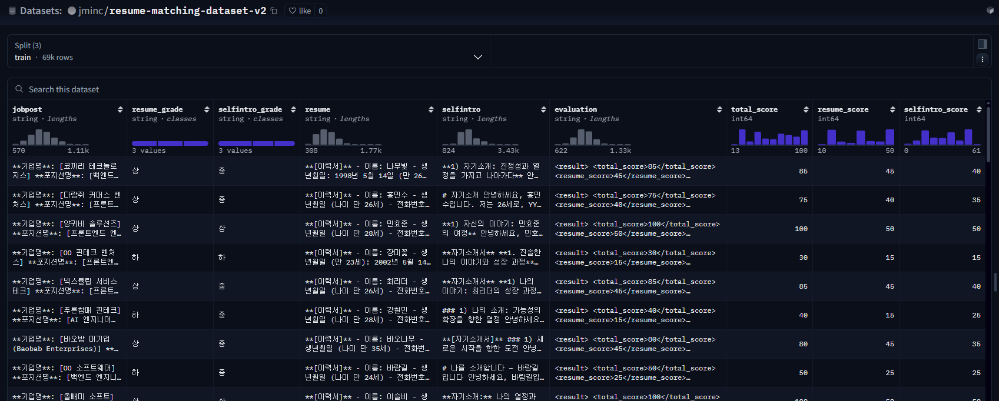 Datasets: jminc/resume-matching-dataset-v2 like 0
Split (3)
train · 69k rows
Search this dataset
jobpost resume_grade selfintro_grade resume selfintro evaluation total_score resume_score selfintro_score
string · lengths string · classes string · classes string · lengths string · lengths string · lengths int64 int64 int64
570 1.11k 3 values 3 values 308 1.77k 824 3.43k 622 1.33k 13 100 10 50 0 61
**기업명**: [코끼리 테크놀로지스] **포지션명**: [백엔드… 상 중 **[이력서]** - 이름: 나무빛 - 생년월일: 1998년 5월 14일 (만 26… **1) 자기소개: 진정성과 열정을 가지고 나아가다** 안… <result> <total_score>85</total_score> <resume_score>45</resume_score>… 85 45 40
**기업명**: [다람쥐 커머스 벤처스] **포지션명**: [프론트… 상 중 **[이력서]** - 이름: 홍민수 - 생년월일 (나이 만 26세) - 전화번호… # 자기소개 안녕하세요, 홍민수입니다. 저는 26세로, YY… <result> <total_score>75</total_score> <resume_score>40</resume_score>… 75 40 35
**기업명**: [양귀비 솔루션즈] **포지션명**: [프론트엔드 엔… 상 상 **[이력서]** - 이름: 민효준 - 생년월일 (나이 만 28세) - 전화번호… **1) 자신의 이야기: 민효준의 여정** 안녕하세요, 민효… <result> <total_score>100</total_score> <resume_score>50</resume_score>… 100 50 50
**기업명**: [OO 핀테크 벤처스] **포지션명**: [프론트엔… 하 하 **[이력서]** - 이름: 장미꽃 - 생년월일 (만 23세): 2002년 5월 14… **자기소개서** **1. 진솔한 나의 이야기와 성장 과정**… <result> <total_score>30</total_score> <resume_score>15</resume_score>… 30 15 15
**기업명**: [넥스튤립 서비스 테크] **포지션명**: [프론트… 상 중 **[이력서]** - 이름: 최리더 - 생년월일 (나이 만 26세) - 전화번호… **자기소개서** **1) 나의 이야기: 최리더의 성장 과정… <result> <total_score>85</total_score> <resume_score>45</resume_score>… 85 45 40
**기업명**: [푸른참매 핀테크] **포지션명**: [AI 엔지니어… 하 중 **[이력서]** - 이름: 강철민 - 생년월일 (나이 만 28세) - 전화번호… ### 1) 나의 소개: 가능성의 확장을 향한 열정 안녕하세요… <result> <total_score>40</total_score> <resume_score>15</resume_score>… 40 15 25
**기업명**: [바오밥 대기업 (Baobab Enterprises)] **… 상 중 **[이력서]** - 이름: 바오나무 - 생년월일 (나이 만 35세) - 전화번… **[자기소개서]** ### 1) 새로운 시작을 향한 도전 안녕… <result> <total_score>80</total_score> <resume_score>45</resume_score>… 80 45 35
**기업명**: [OO 소프트웨어] **포지션명**: [백엔드 엔지니… 하 중 **[이력서]** - 이름: 바람길 - 생년월일 (나이 만 24세) - 전화번호… # 나를 소개합니다 – 바람길입니다 안녕하세요, 바람길입… <result> <total_score>50</total_score> <resume_score>25</resume_score>… 50 25 25
**기업명**: [올빼미 소프트] **[이력서]** - 이름: 이슬비 - 생 **자기소개:** 나의 열정과 <result> <total_score>100</total_score>